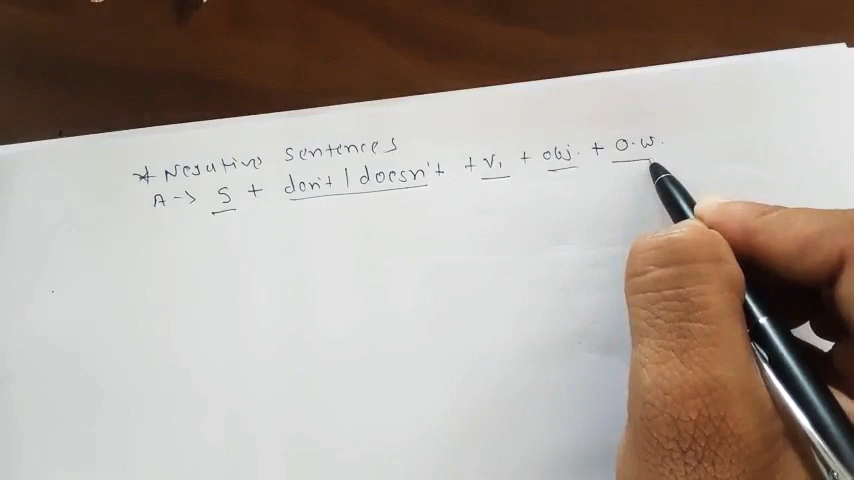 * Negative sentences
A -> S + don't / doesn't + V1 + obj. + O.W.